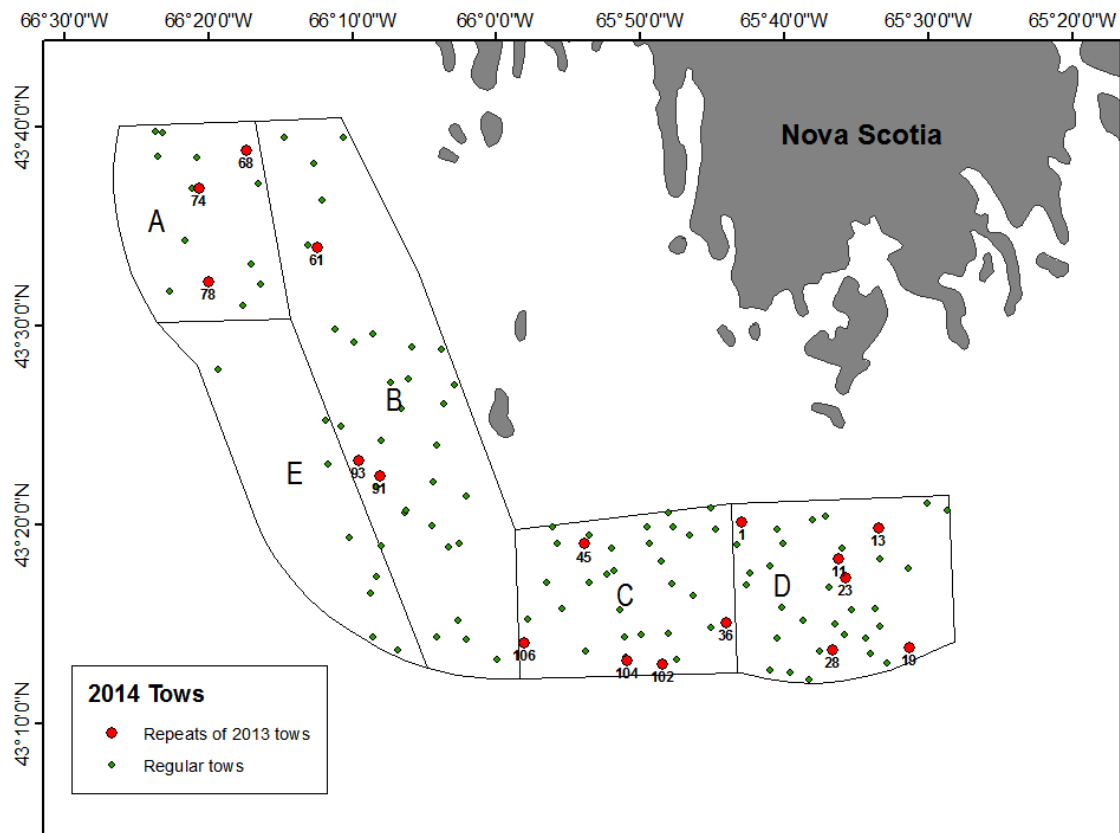 66°30'0"W 66°20'0"W 66°10'0"W 66°0'0"W 65°50'0"W 65°40'0"W 65°30'0"W 65°20'0"W
43°40'0"N
Nova Scotia
68
74
A
61
78
43°30'0"N
B
E
93
91
43°20'0"N
1
13
45
11
C
D
23
36
106
28
19
104
102
2014 Tows
Repeats of 2013 tows
Regular tows
43°10'0"N